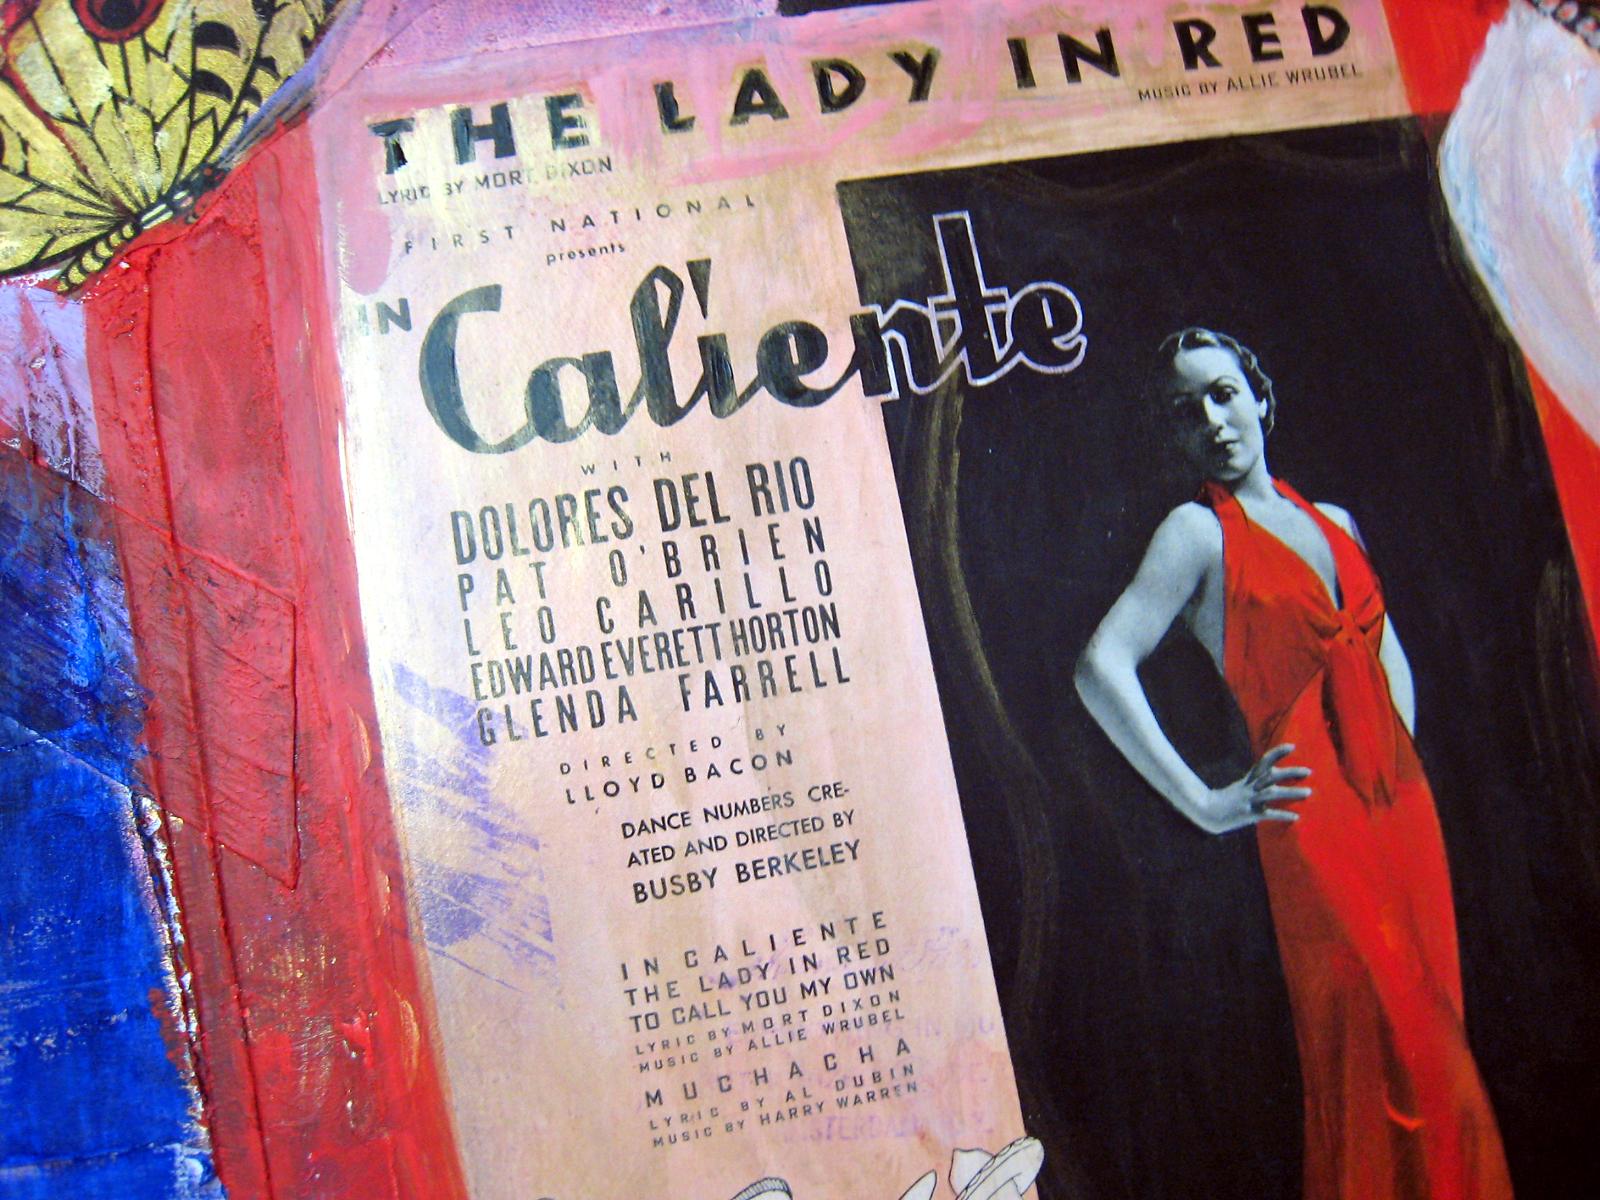 THE LADY IN RED
LYRIC BY MORT DIXON
MUSIC BY ALLIE WRUBEL
FIRST NATIONAL
presents
IN Caliente
WITH
DOLORES DEL RIO
PAT O'BRIEN
LEO CARILLO
EDWARD EVERETT HORTON
GLENDA FARRELL
DIRECTED BY
LLOYD BACON
DANCE NUMBERS CRE-
ATED AND DIRECTED BY
BUSBY BERKELEY
IN CALIENTE
THE LADY IN RED
TO CALL YOU MY OWN
LYRIC BY MORT DIXON
MUSIC BY ALLIE WRUBEL
MUCHACHA
LYRIC BY AL DUBIN
MUSIC BY HARRY WARREN